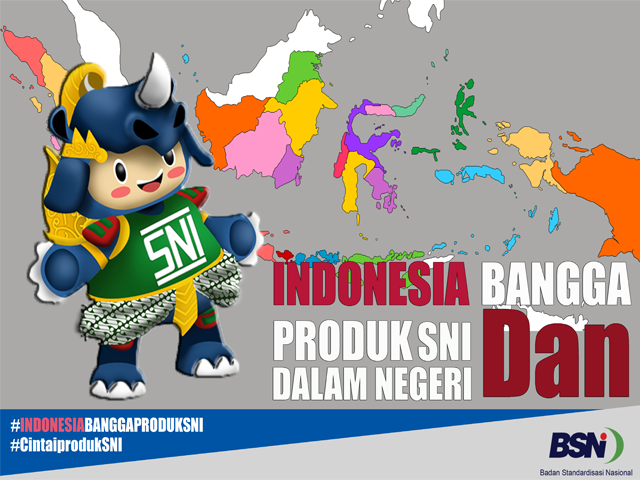 SNI
INDONESIA BANGGA
PRODUK SNI Dan
DALAM NEGERI
#INDONESIABANGGAPRODUKSNI
#CintaiprodukSNI
BSN
Badan Standardisasi Nasional